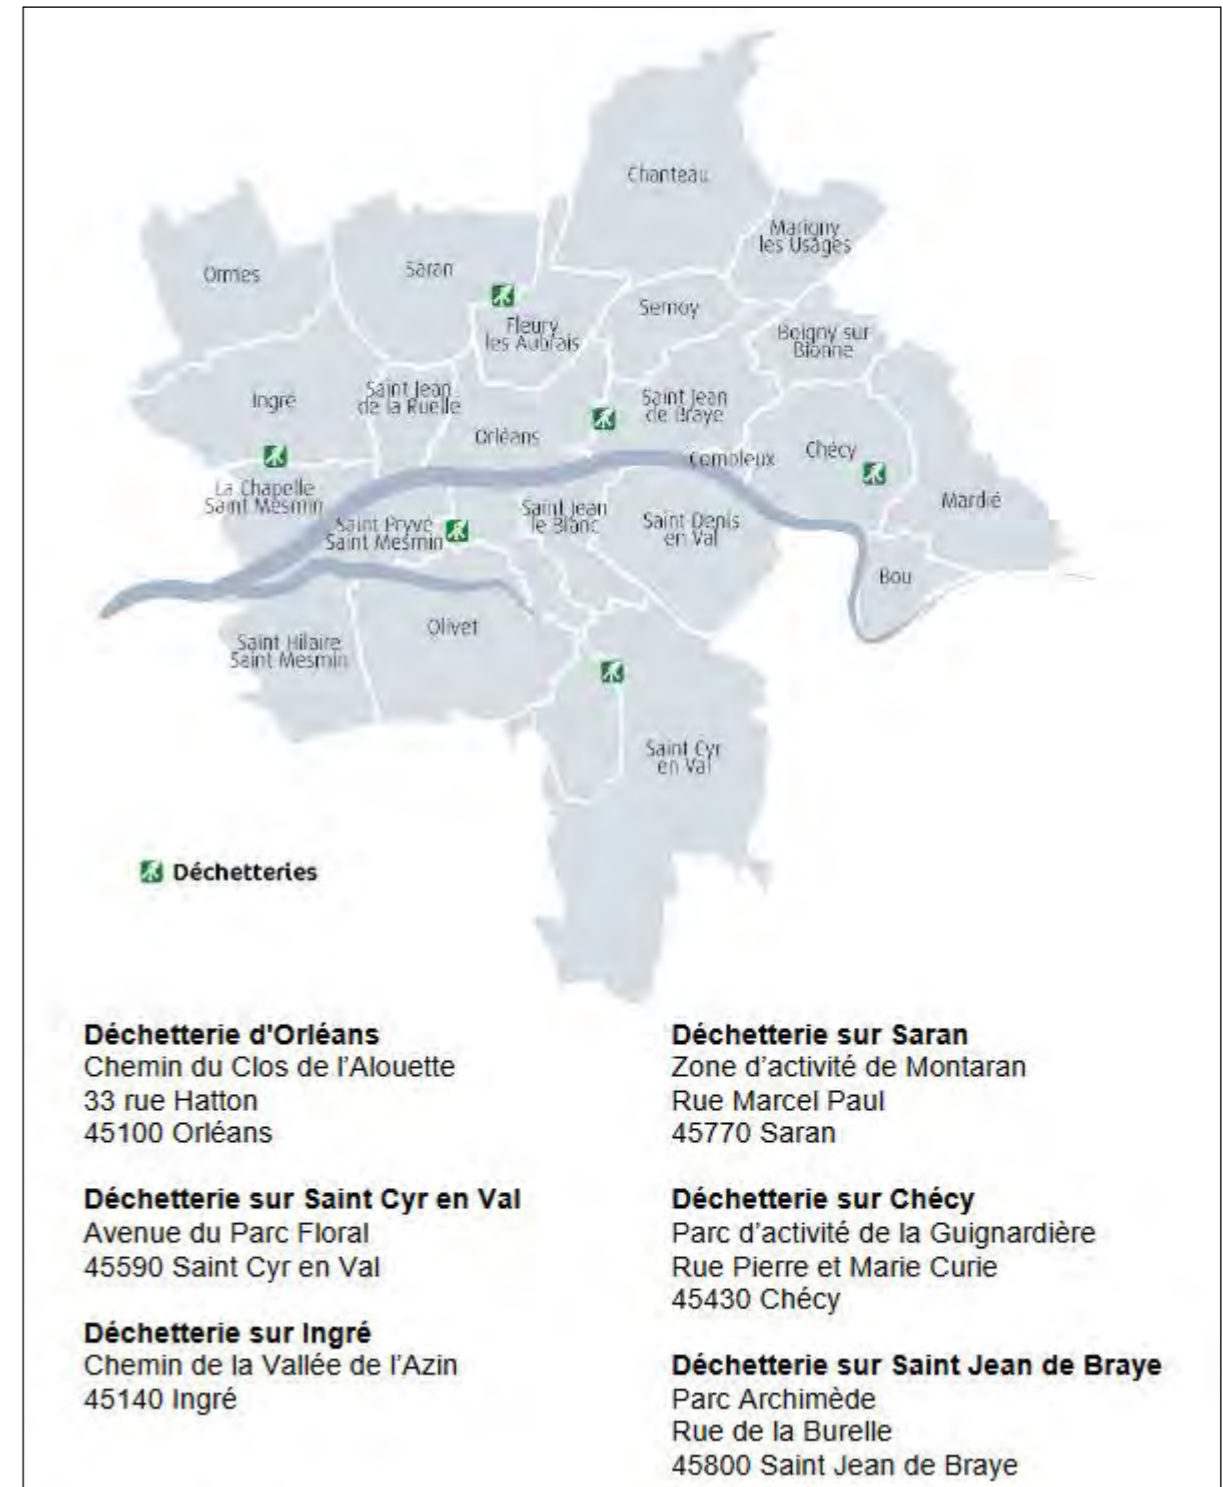 Chanteau
Marigny
les Usages
Ormes
Saran
Semoy
Fleury
les Aubrais
Boigny sur
Bionne
Ingré
Saint Jean
de la Ruelle
Saint Jean
de Braye
Orléans
Combleux
Chécy
La Chapelle
Saint Mesmin
Mardié
Saint Pryvé
Saint Mesmin
Saint Jean
le Blanc
Saint Denis
en Val
Bou
Olivet
Saint Hilaire
Saint Mesmin
Saint Cyr
en Val
Déchetteries
Déchetterie d'Orléans
Chemin du Clos de l’Alouette
33 rue Hatton
45100 Orléans
Déchetterie sur Saint Cyr en Val
Avenue du Parc Floral
45590 Saint Cyr en Val
Déchetterie sur Ingré
Chemin de la Vallée de l’Azin
45140 Ingré
Déchetterie sur Saran
Zone d’activité de Montaran
Rue Marcel Paul
45770 Saran
Déchetterie sur Chécy
Parc d’activité de la Guignardière
Rue Pierre et Marie Curie
45430 Chécy
Déchetterie sur Saint Jean de Braye
Parc Archimède
Rue de la Burelle
45800 Saint Jean de Braye